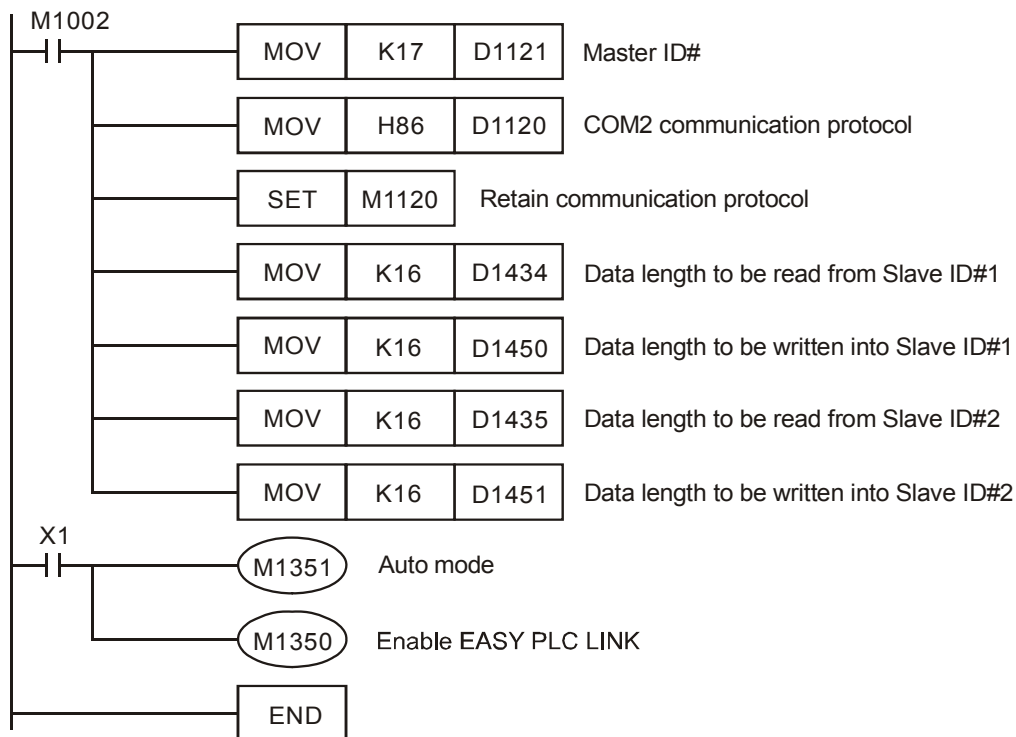 M1002
MOV K17 D1121 Master ID#
MOV H86 D1120 COM2 communication protocol
SET M1120 Retain communication protocol
MOV K16 D1434 Data length to be read from Slave ID#1
MOV K16 D1450 Data length to be written into Slave ID#1
MOV K16 D1435 Data length to be read from Slave ID#2
MOV K16 D1451 Data length to be written into Slave ID#2
X1
M1351 Auto mode
M1350 Enable EASY PLC LINK
END